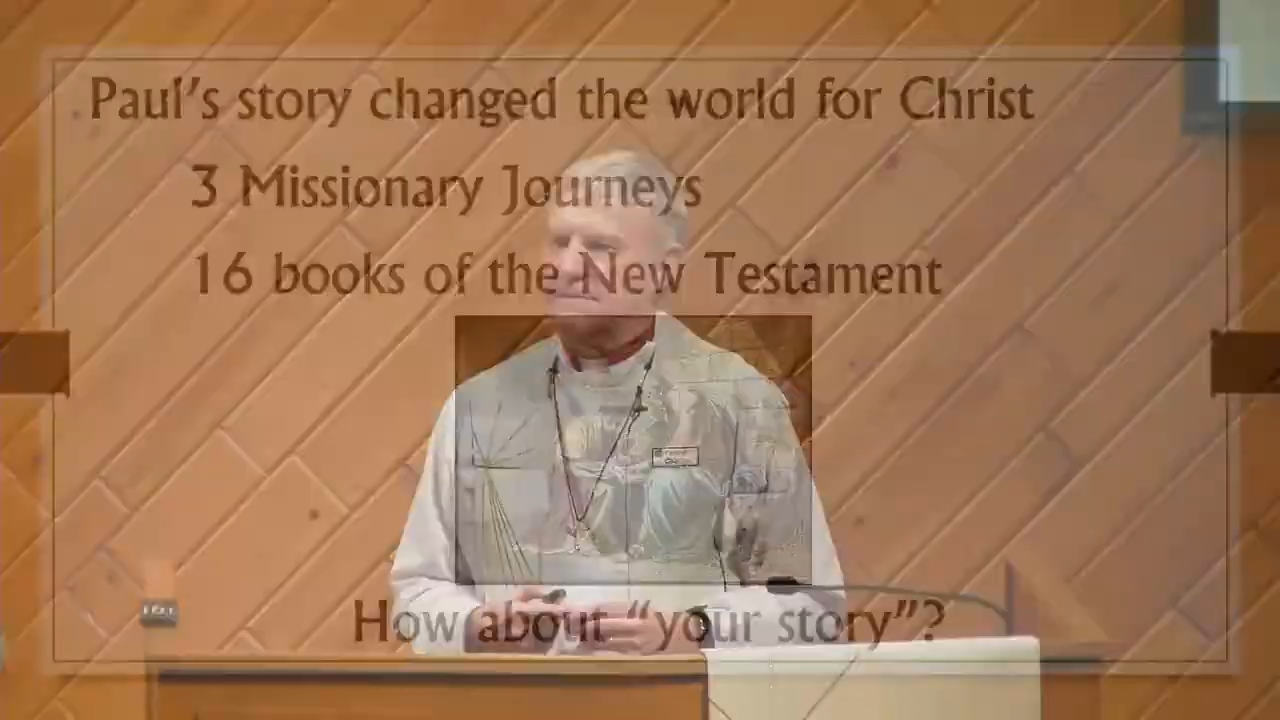 Paul's story changed the world for Christ
3 Missionary Journeys
16 books of the New Testament
How about "your story"?